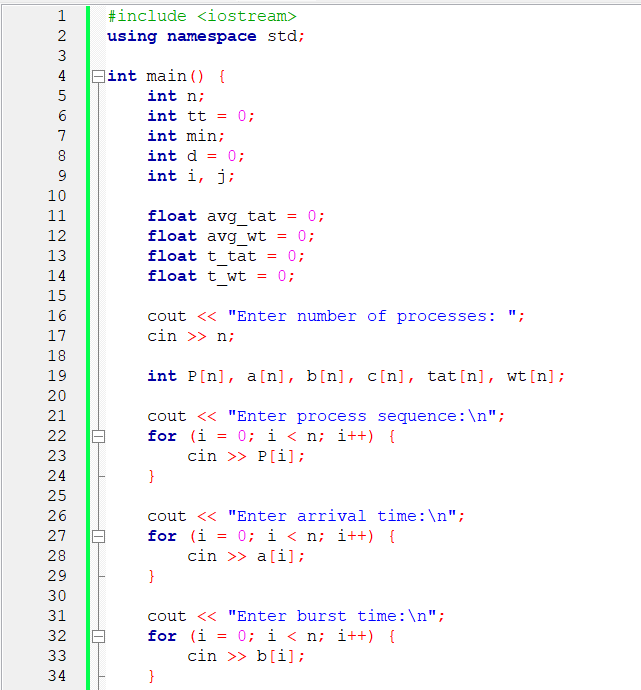 1 #include <iostream>
2 using namespace std;
3
4 int main() {
5     int n;
6     int tt = 0;
7     int min;
8     int d = 0;
9     int i, j;
10
11     float avg_tat = 0;
12     float avg_wt = 0;
13     float t_tat = 0;
14     float t_wt = 0;
15
16     cout << "Enter number of processes: ";
17     cin >> n;
18
19     int P[n], a[n], b[n], c[n], tat[n], wt[n];
20
21     cout << "Enter process sequence:\n";
22     for (i = 0; i < n; i++) {
23         cin >> P[i];
24     }
25
26     cout << "Enter arrival time:\n";
27     for (i = 0; i < n; i++) {
28         cin >> a[i];
29     }
30
31     cout << "Enter burst time:\n";
32     for (i = 0; i < n; i++) {
33         cin >> b[i];
34     }